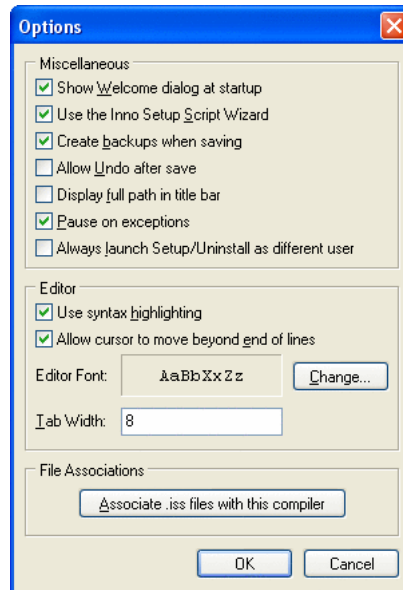 Options
Miscellaneous
Show Welcome dialog at startup
Use the Inno Setup Script Wizard
Create backups when saving
Allow Undo after save
Display full path in title bar
Pause on exceptions
Always launch Setup/Uninstall as different user
Editor
Use syntax highlighting
Allow cursor to move beyond end of lines
Editor Font: AaBbXxZz Change...
Tab Width: 8
File Associations
Associate .iss files with this compiler
OK Cancel